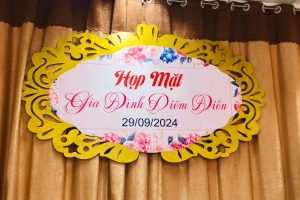 Họp Mặt
Gia Đình Diêm Điền
29/09/2024